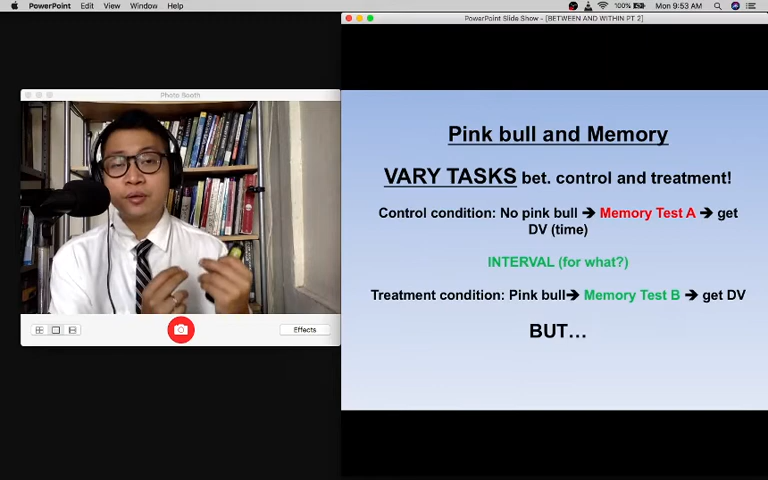 PowerPoint Edit View Window Help
100% Mon 9:53 AM
PowerPoint Slide Show - [BETWEEN AND WITHIN PT 2]
Photo Booth
Effects
Pink bull and Memory
VARY TASKS bet. control and treatment!
Control condition: No pink bull ➔ Memory Test A ➔ get
DV (time)
INTERVAL (for what?)
Treatment condition: Pink bull➔ Memory Test B ➔ get DV
BUT…